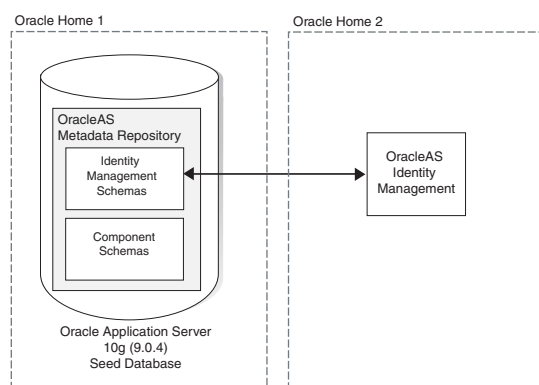 Oracle Home 1
Oracle Home 2
OracleAS
Metadata Repository
Identity
Management
Schemas
Component
Schemas
OracleAS
Identity
Management
Oracle Application Server
10g (9.0.4)
Seed Database